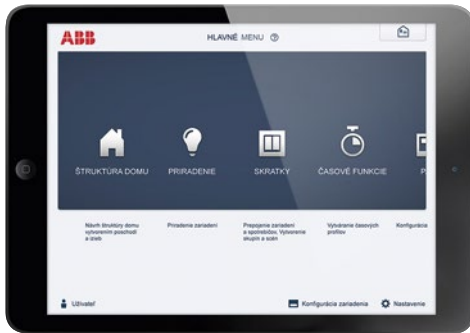 ABB
HLAVNÉ MENU ?
ŠTRUKTÚRA DOMU
PRIRADENIE
SKRATKY
ČASOVÉ FUNKCIE
P
Návrh štruktúry domu
vytvorením poschodí
a izieb
Priradenie zariadení
Prepojenie zariadení
a spotrebičov, Vytvorenie
skupín a scén
Vytváranie časových
profilov
Konfigurácia
Užívateľ
Konfigurácia zariadenia
Nastavenie